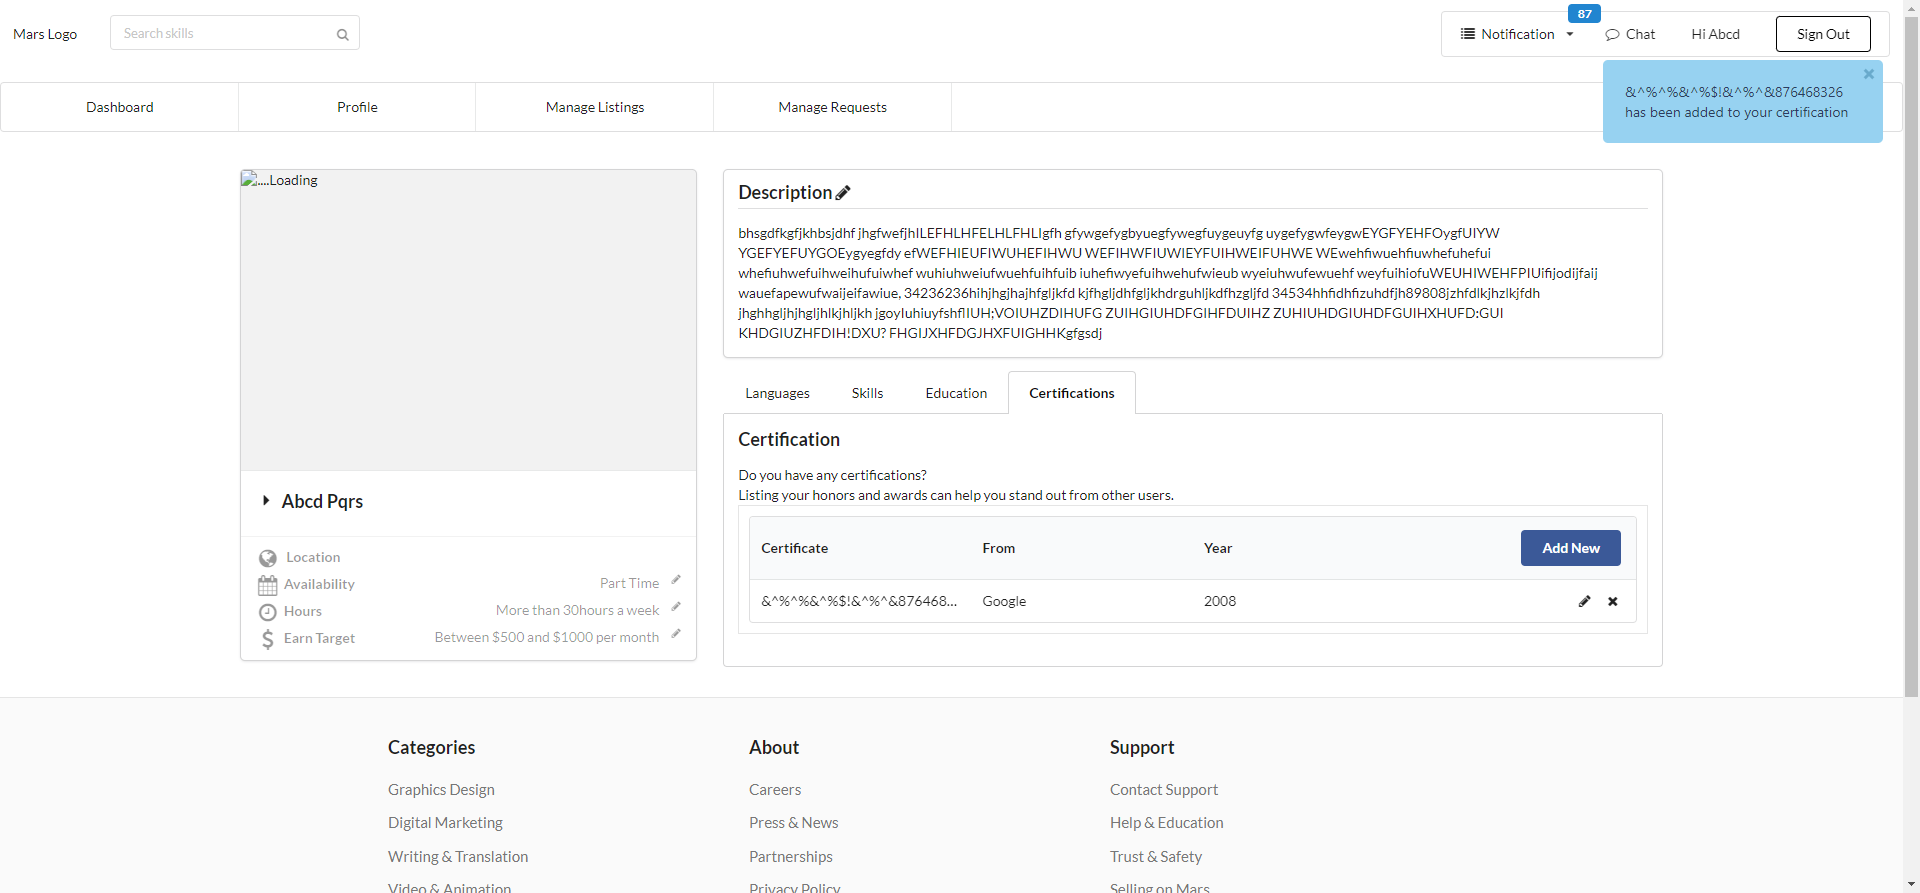 Mars Logo
Search skills
87
Notification
Chat
Hi Abcd
Sign Out
&^%^%&^%$!&^%^&876468326
has been added to your certification
Dashboard
Profile
Manage Listings
Manage Requests
....Loading
Abcd Pqrs
Location
Availability
Part Time
Hours
More than 30hours a week
Earn Target
Between $500 and $1000 per month
Description
bhsgdfkgfjkhbsjdhf jhgfwefjhILEFHLHFELHLFHLIgfh gfywgefygbyuegfywegfuygeuyfg uygefygwfeygwEYGFYEHFOygfUIYW
YGEFYEFUYGOEygyegfdy efWEFHIEUFIWUHEFIHWU WEFIHWFIUWIEYFUIHWEIFUHWE WEwehfiwuehfiuwhefuhefui
whefiuhwefuihweihufuiwhef wuhiuhweiufwuehfuihfuib iuhefiwyefuihwehufwieub wyeiuhwufewuehf weyfuihiofuWEUHIWEHFPIUifijodijfaij
wauefapewufwaijeifawiue, 34236236hihjhgjhajhfgljkfd kjfhgljdhfgljkhdrguhljkdfhzgljfd 34534hhfidhfizuhdfjh89808jzhfdlkjhzlkjfdh
jhghhgljhjhgljhlkjhljkh jgoyIuhiuyfshflIUH;VOIUHZDIHUFG ZUIHGIUHDFGIHFDUIHZ ZUHIUHDGIUHDFGUIHXHUFD:GUI
KHDGIUZHFDIH!DXU? FHGIJXHFDGJHXFUIGHHKgfgsdj
Languages
Skills
Education
Certifications
Certification
Do you have any certifications?
Listing your honors and awards can help you stand out from other users.
Certificate
From
Year
Add New
&^%^%&^%$!&^%^&876468...
Google
2008
Categories
Graphics Design
Digital Marketing
Writing & Translation
Video & Animation
About
Careers
Press & News
Partnerships
Privacy Policy
Support
Contact Support
Help & Education
Trust & Safety
Selling on Mars